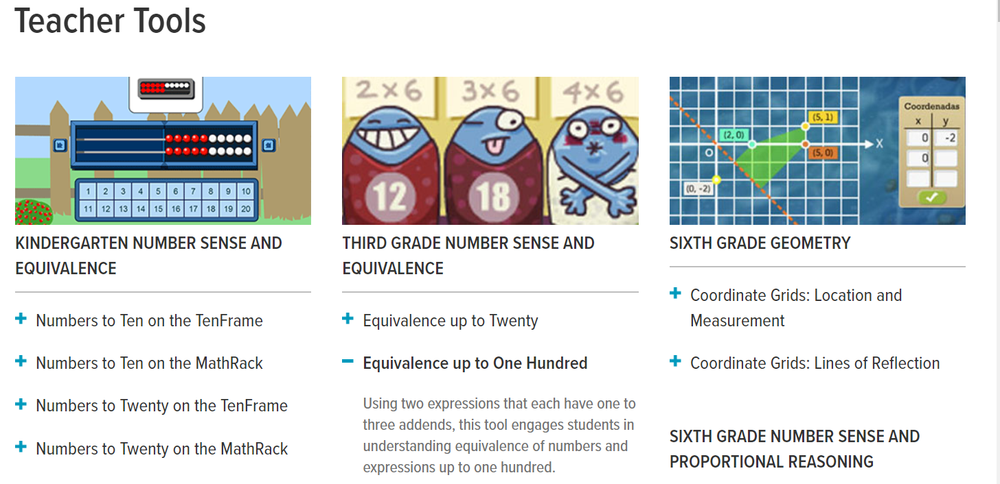 Teacher Tools
1 2 3 4 5 6 7 8 9 10
11 12 13 14 15 16 17 18 19 20
KINDERGARTEN NUMBER SENSE AND
EQUIVALENCE
Numbers to Ten on the TenFrame
Numbers to Ten on the MathRack
Numbers to Twenty on the TenFrame
Numbers to Twenty on the MathRack
2×6 3×6 4×6
12 18
THIRD GRADE NUMBER SENSE AND
EQUIVALENCE
Equivalence up to Twenty
Equivalence up to One Hundred
Using two expressions that each have one to
three addends, this tool engages students in
understanding equivalence of numbers and
expressions up to one hundred.
(5, 1)
(2, 0)
X
O
(5, 0)
(0, -2)
Coordenadas
x y
0 -2
0
SIXTH GRADE GEOMETRY
Coordinate Grids: Location and
Measurement
Coordinate Grids: Lines of Reflection
SIXTH GRADE NUMBER SENSE AND
PROPORTIONAL REASONING